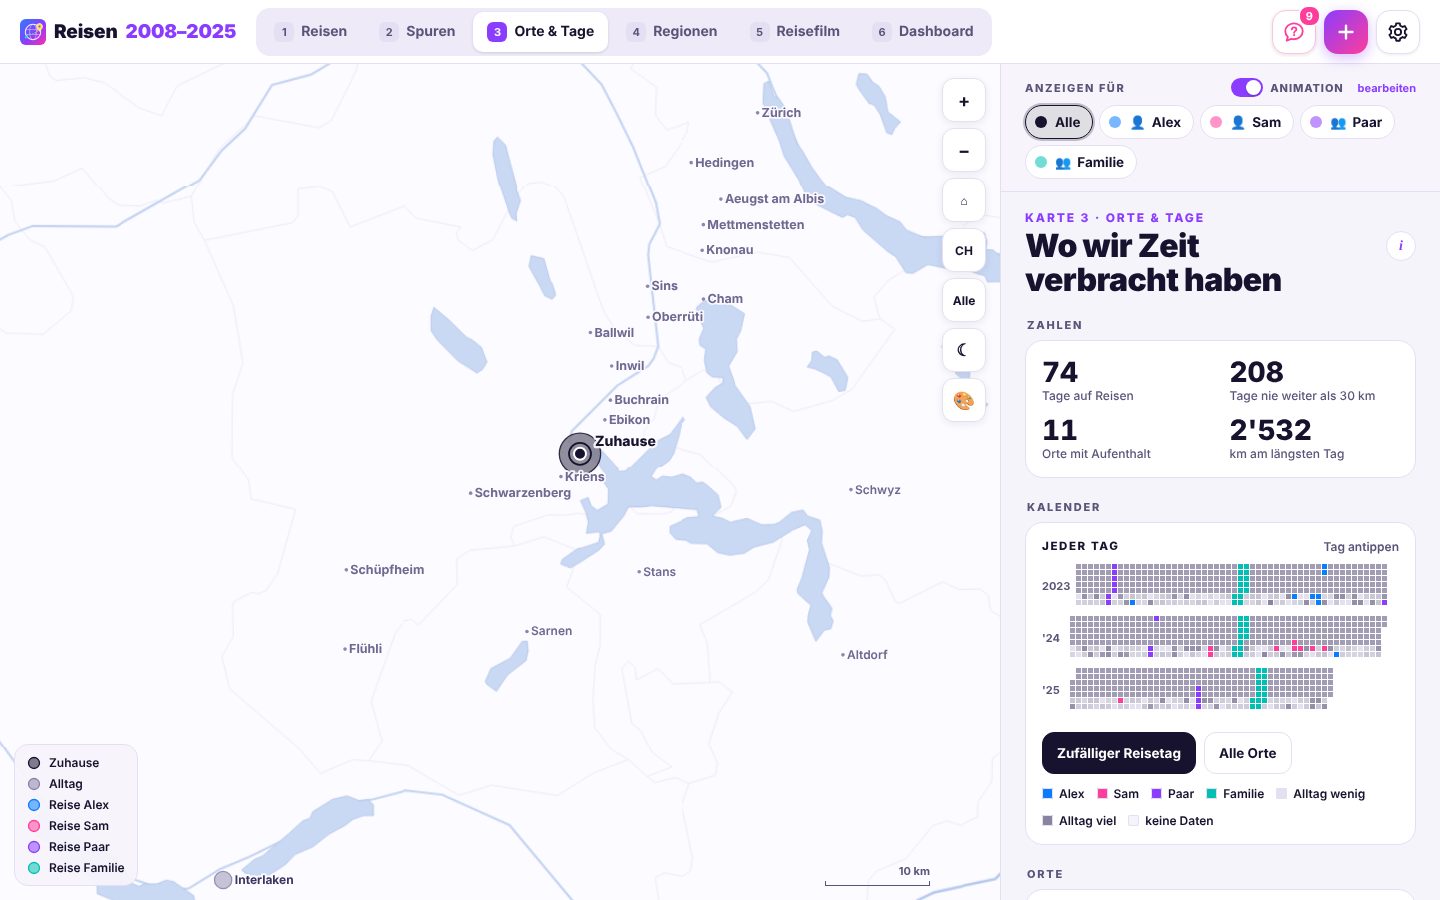 Reisen 2008–2025
1 Reisen
2 Spuren
3 Orte & Tage
4 Regionen
5 Reisefilm
6 Dashboard
9
+
+
−
CH
Alle
Zürich
Hedingen
Aeugst am Albis
Mettmenstetten
Knonau
Sins
Cham
Oberrüti
Ballwil
Inwil
Buchrain
Ebikon
Zuhause
Kriens
Schwarzenberg
Schwyz
Schüpfheim
Stans
Sarnen
Flühli
Altdorf
Interlaken
10 km
Zuhause
Alltag
Reise Alex
Reise Sam
Reise Paar
Reise Familie
ANZEIGEN FÜR
ANIMATION bearbeiten
Alle Alex Sam Paar
Familie
KARTE 3 · ORTE & TAGE
Wo wir Zeit
verbracht haben
i
ZAHLEN
74 208
Tage auf Reisen Tage nie weiter als 30 km
11 2'532
Orte mit Aufenthalt km am längsten Tag
KALENDER
JEDER TAG Tag antippen
2023
'24
'25
Zufälliger Reisetag Alle Orte
Alex Sam Paar Familie Alltag wenig
Alltag viel keine Daten
ORTE